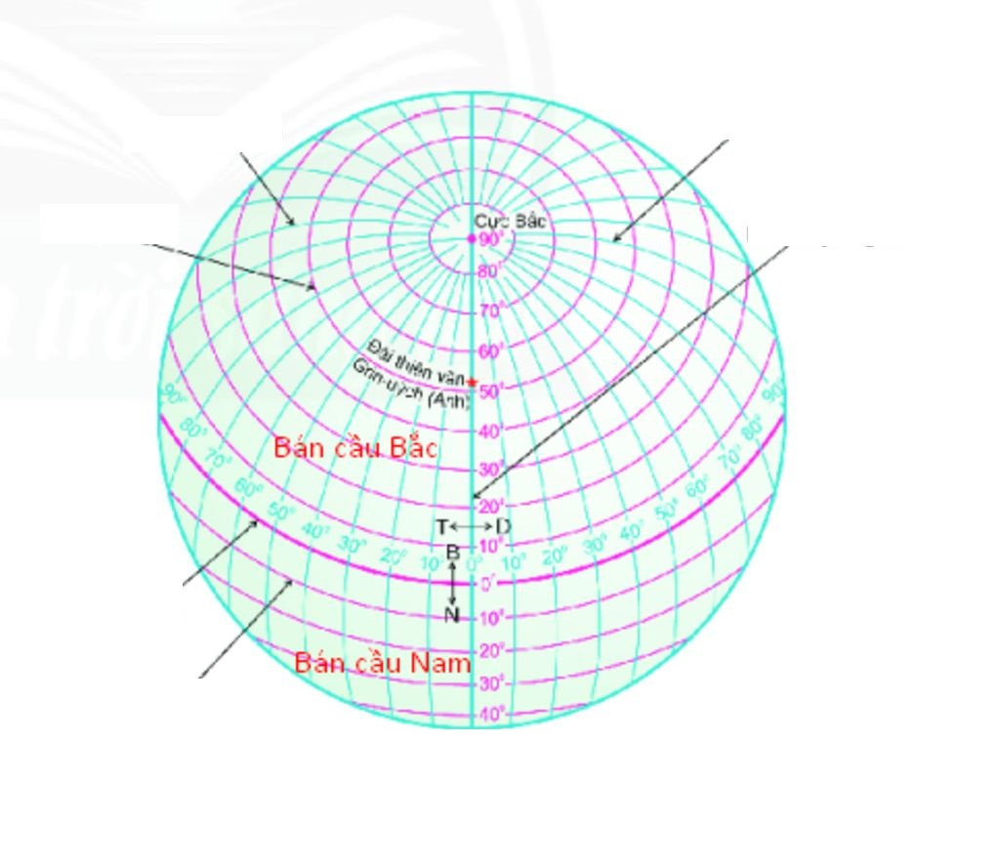 Cực Bắc
90°
80°
70°
60°
Đài thiên văn
Grin-uých (Anh)
50°
40°
Bán cầu Bắc
30°
20°
T D
10°
B
90° 80° 70° 60° 50° 40° 30° 20° 10° 0° 10° 20° 30° 40° 50° 60° 70° 80° 90°
0°
N
10°
20°
Bán cầu Nam
30°
40°